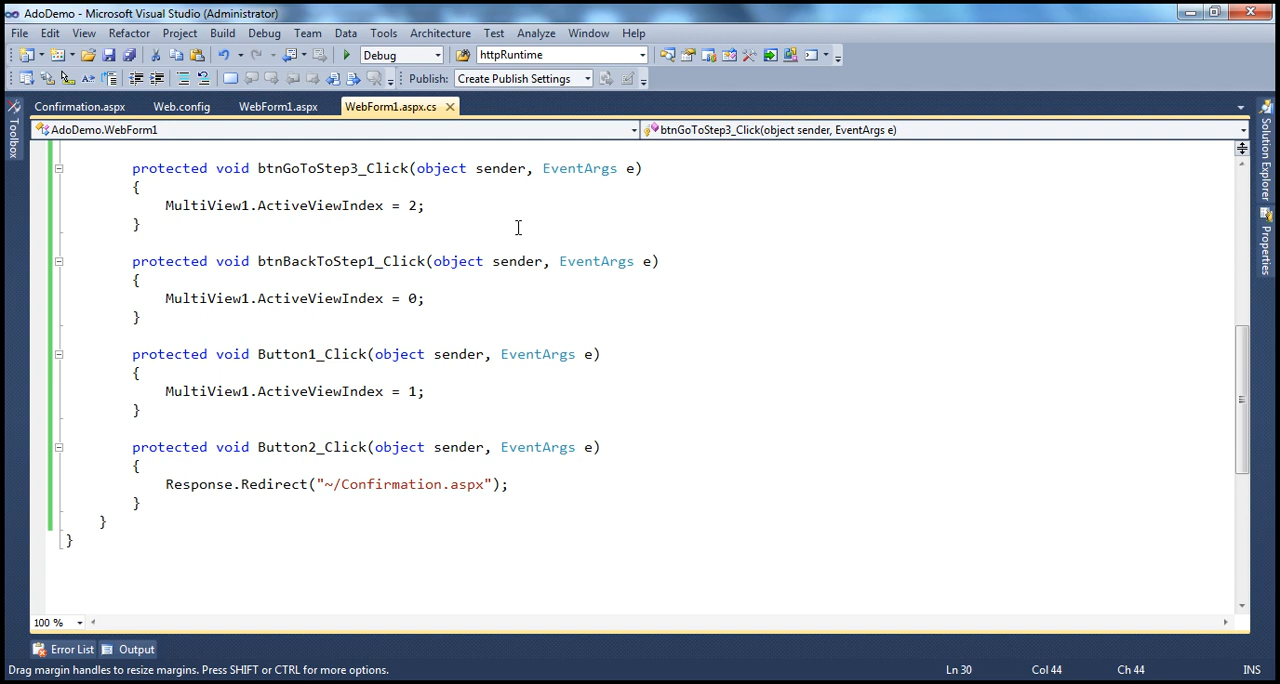 AdoDemo - Microsoft Visual Studio (Administrator)
File Edit View Refactor Project Build Debug Team Data Tools Architecture Test Analyze Window Help
Debug httpRuntime
Publish: Create Publish Settings
Confirmation.aspx Web.config WebForm1.aspx WebForm1.aspx.cs
AdoDemo.WebForm1 btnGoToStep3_Click(object sender, EventArgs e)
Toolbox
Solution Explorer
Properties
protected void btnGoToStep3_Click(object sender, EventArgs e)
{
MultiView1.ActiveViewIndex = 2;
}
protected void btnBackToStep1_Click(object sender, EventArgs e)
{
MultiView1.ActiveViewIndex = 0;
}
protected void Button1_Click(object sender, EventArgs e)
{
MultiView1.ActiveViewIndex = 1;
}
protected void Button2_Click(object sender, EventArgs e)
{
Response.Redirect("~/Confirmation.aspx");
}
}
}
100 %
Error List Output
Drag margin handles to resize margins. Press SHIFT or CTRL for more options. Ln 30 Col 44 Ch 44 INS